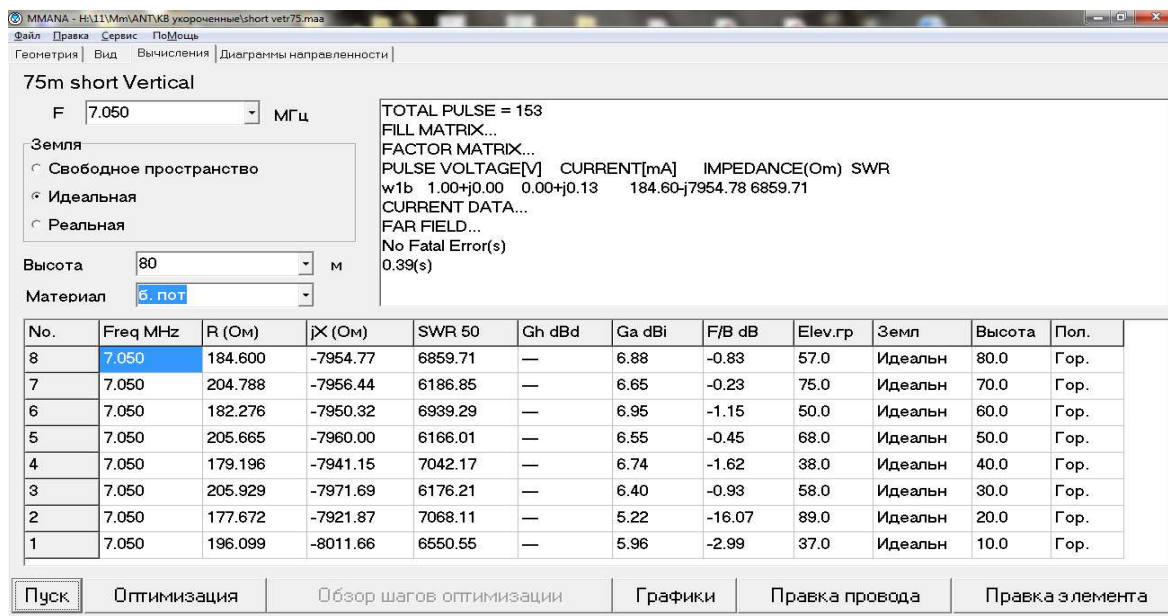 MMANA - H:\11\Mm\ANT\КВ укороченные\short vetr75.maa
Файл Правка Сервис ПоМощь
Геометрия Вид Вычисления Диаграммы направленности
75m short Vertical
F 7.050 МГц
Земля
Свободное пространство
Идеальная
Реальная
Высота 80 м
Материал б. пот
TOTAL PULSE = 153
FILL MATRIX...
FACTOR MATRIX...
PULSE VOLTAGE[V] CURRENT[mA] IMPEDANCE(Om) SWR
w1b 1.00+j0.00 0.00+j0.13 184.60-j7954.78 6859.71
CURRENT DATA...
FAR FIELD...
No Fatal Error(s)
0.39(s)
No. Freq MHz R (Ом) jX (Ом) SWR 50 Gh dBd Ga dBi F/B dB Elev.гр Земл Высота Пол.
8 7.050 184.600 -7954.77 6859.71 — 6.88 -0.83 57.0 Идеальн 80.0 Гор.
7 7.050 204.788 -7956.44 6186.85 — 6.65 -0.23 75.0 Идеальн 70.0 Гор.
6 7.050 182.276 -7950.32 6939.29 — 6.95 -1.15 50.0 Идеальн 60.0 Гор.
5 7.050 205.665 -7960.00 6166.01 — 6.55 -0.45 68.0 Идеальн 50.0 Гор.
4 7.050 179.196 -7941.15 7042.17 — 6.74 -1.62 38.0 Идеальн 40.0 Гор.
3 7.050 205.929 -7971.69 6176.21 — 6.40 -0.93 58.0 Идеальн 30.0 Гор.
2 7.050 177.672 -7921.87 7068.11 — 5.22 -16.07 89.0 Идеальн 20.0 Гор.
1 7.050 196.099 -8011.66 6550.55 — 5.96 -2.99 37.0 Идеальн 10.0 Гор.
Пуск Оптимизация Обзор шагов оптимизации Графики Правка провода Правка элемента